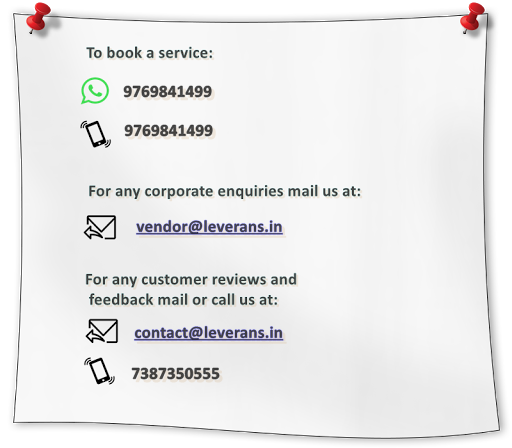 To book a service:
9769841499
9769841499
For any corporate enquiries mail us at:
vendor@leverans.in
For any customer reviews and
feedback mail or call us at:
contact@leverans.in
7387350555